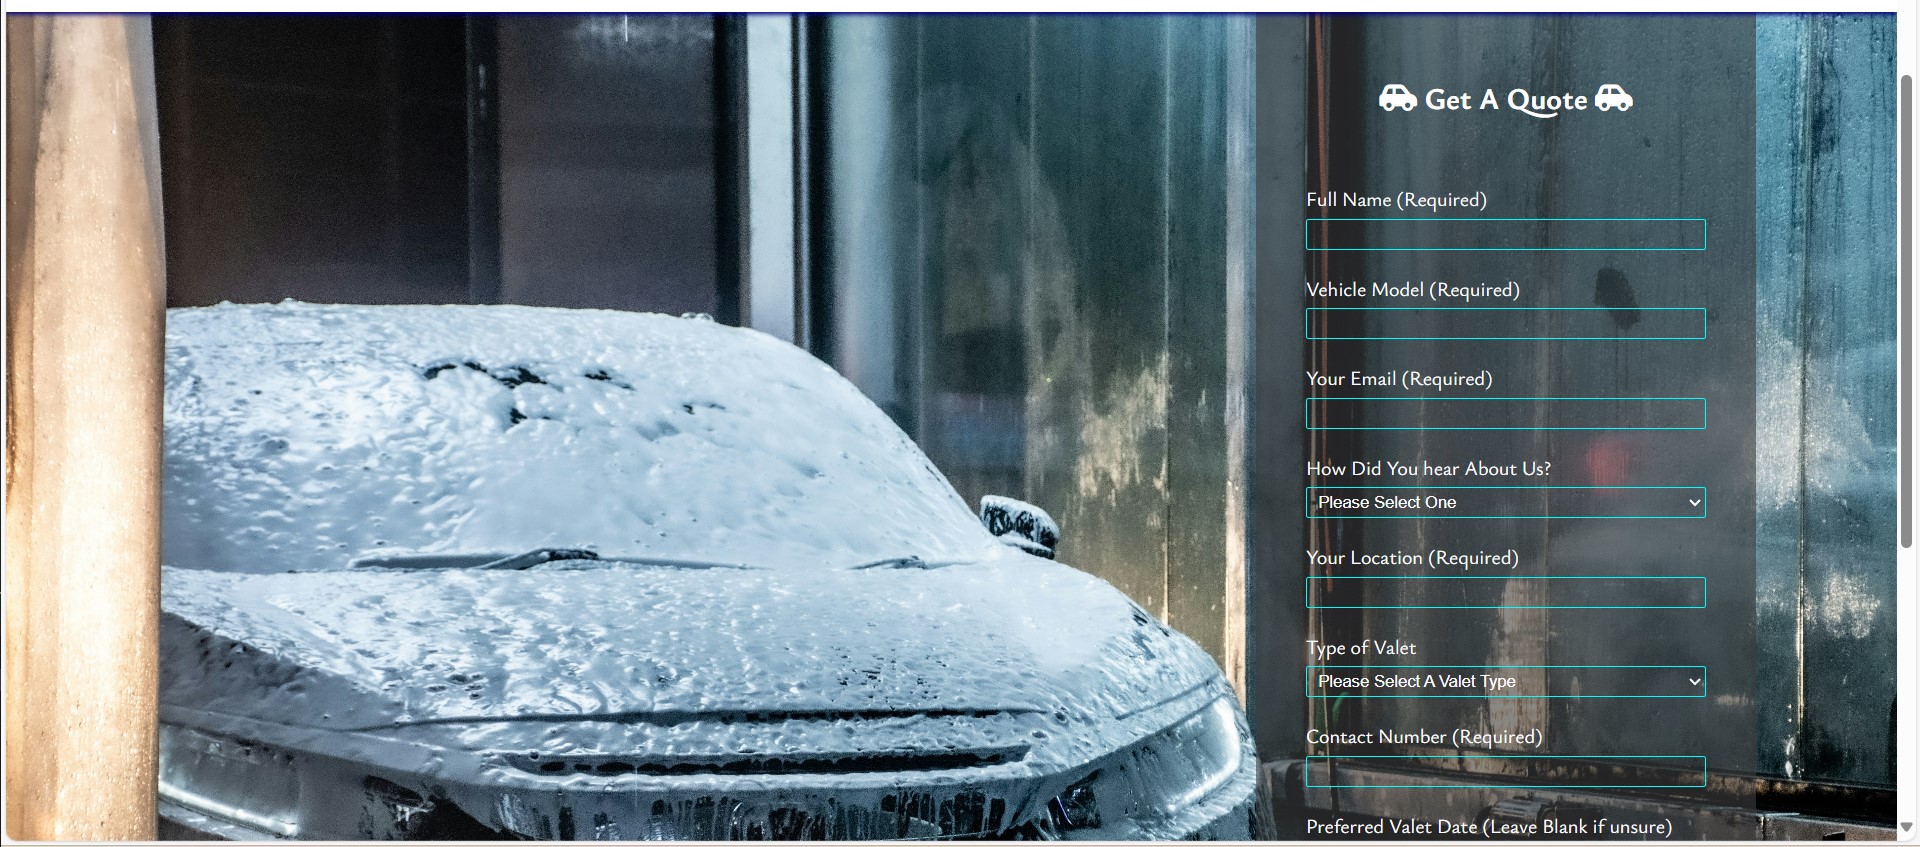 Get A Quote
Full Name (Required)
Vehicle Model (Required)
Your Email (Required)
How Did You hear About Us?
Please Select One
Your Location (Required)
Type of Valet
Please Select A Valet Type
Contact Number (Required)
Preferred Valet Date (Leave Blank if unsure)